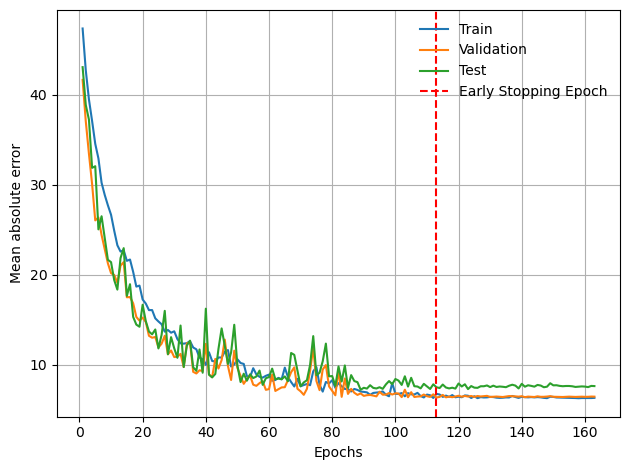 Train
Validation
Test
Early Stopping Epoch
Mean absolute error
40
30
20
10
0 20 40 60 80 100 120 140 160
Epochs